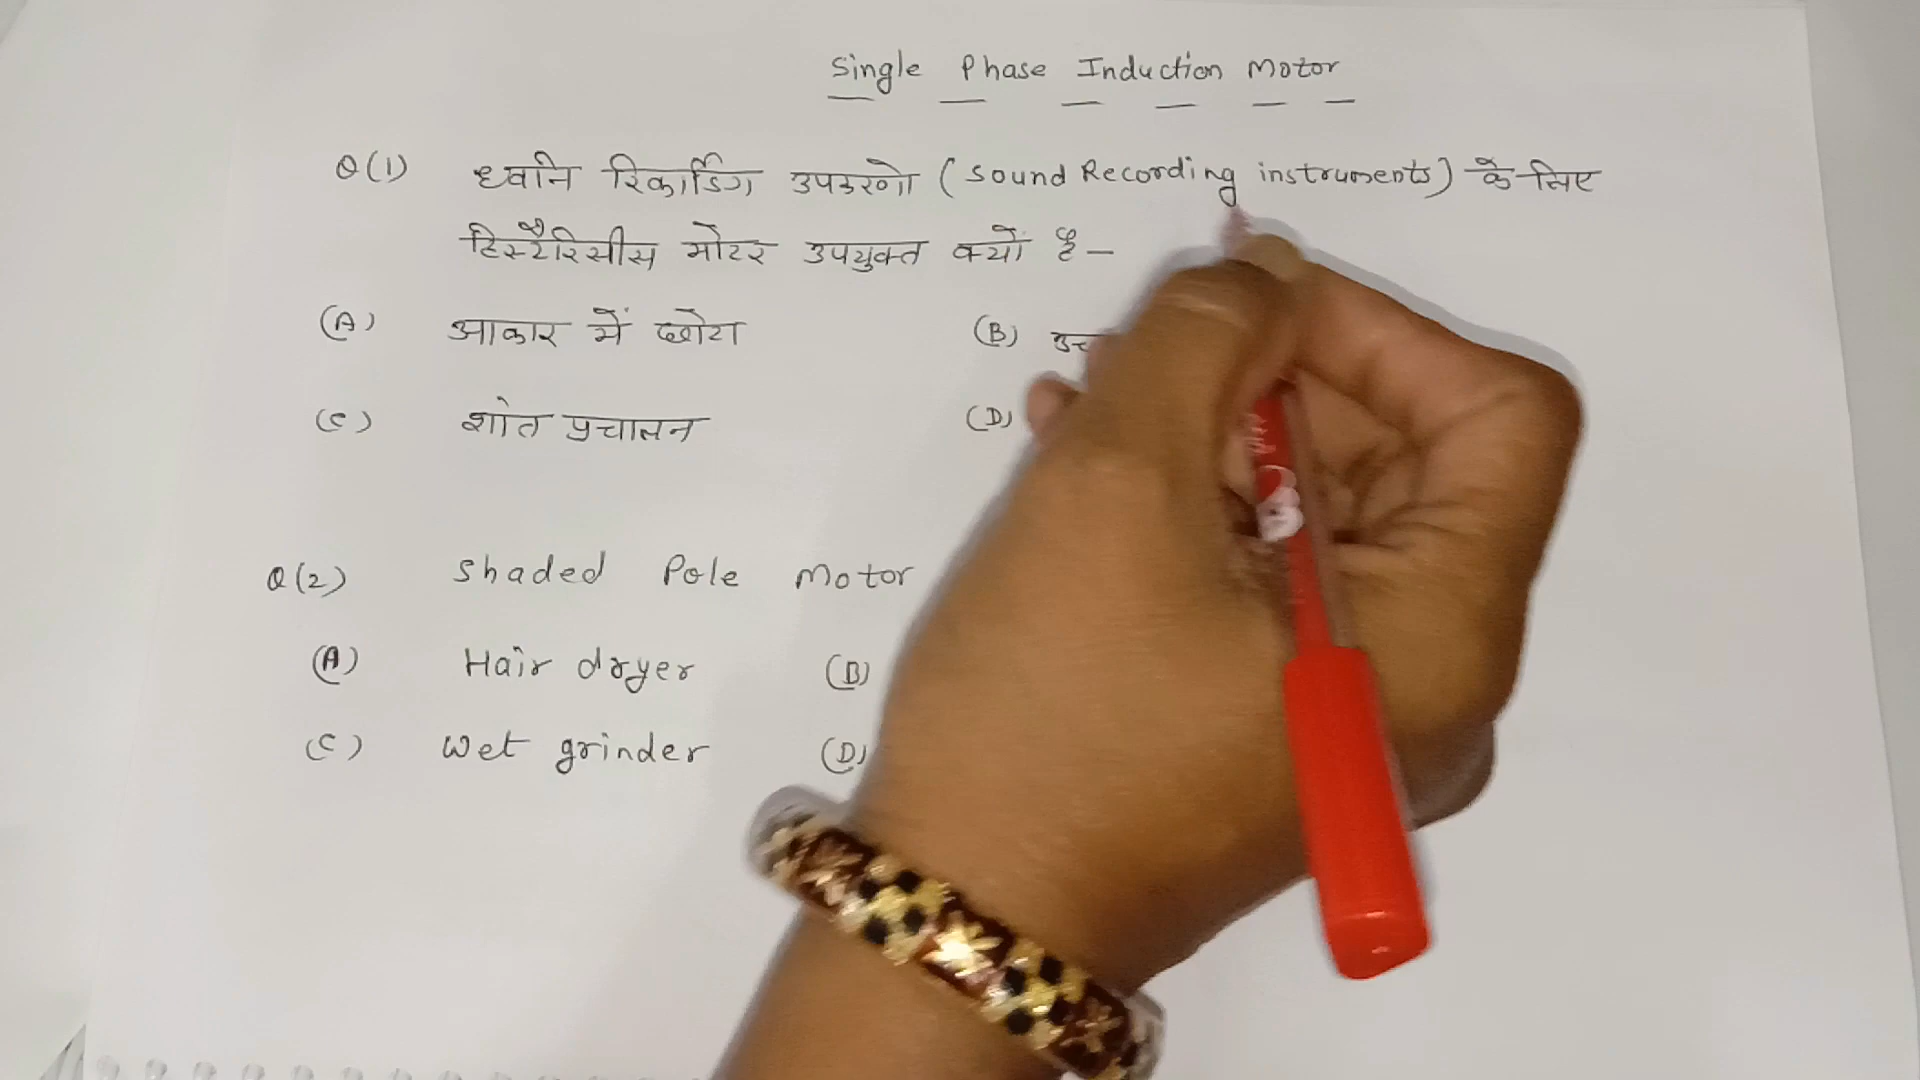 Single Phase Induction Motor
Q(1) ध्वनि रिकार्डिंग उपकरणो (Sound Recording instruments) के लिए
हिस्टैरिसीस मोटर उपयुक्त क्यों है -
(A) आकार में छोटा (B)
(C) शांत प्रचालन (D)
Q(2) Shaded Pole Motor
(A) Hair dryer (B)
(C) Wet grinder (D)